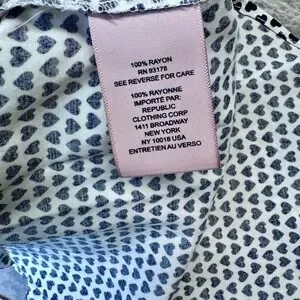 100% RAYON
RN 93178
SEE REVERSE FOR CARE
100% RAYONNE
IMPORTÉ PAR:
REPUBLIC
CLOTHING CORP
1411 BROADWAY
NEW YORK
NY 10018 USA
ENTRETIEN AU VERSO